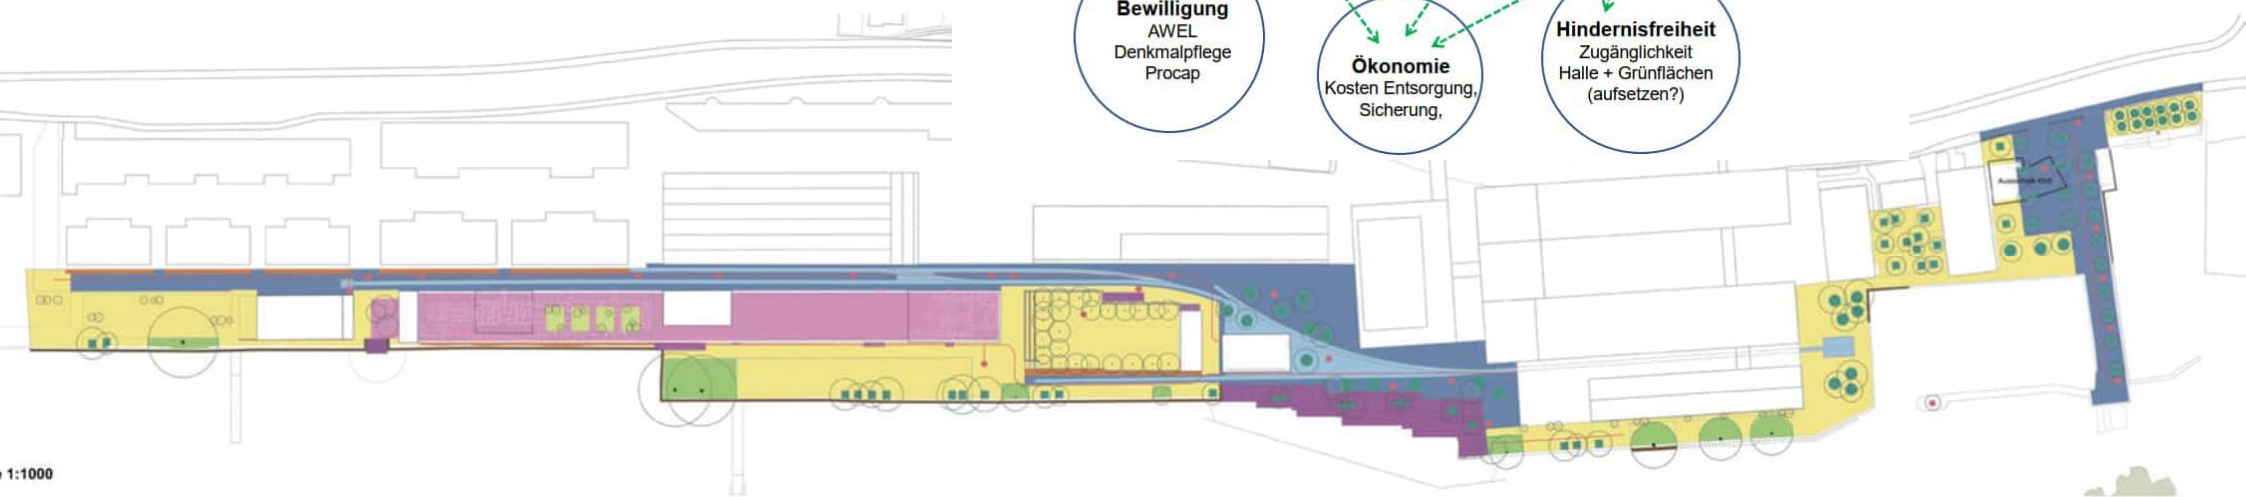 Bewilligung
AWEL
Denkmalpflege
Procap
Ökonomie
Kosten Entsorgung,
Sicherung,
Hindernisfreiheit
Zugänglichkeit
Halle + Grünflächen
(aufsetzen?)
1:1000